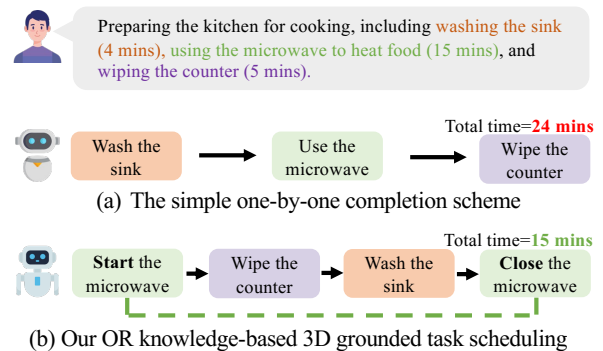 Preparing the kitchen for cooking, including washing the sink
(4 mins), using the microwave to heat food (15 mins), and
wiping the counter (5 mins).
Total time=24 mins
Wash the
sink
Use the
microwave
Wipe the
counter
(a) The simple one-by-one completion scheme
Total time=15 mins
Start the
microwave
Wipe the
counter
Wash the
sink
Close the
microwave
(b) Our OR knowledge-based 3D grounded task scheduling